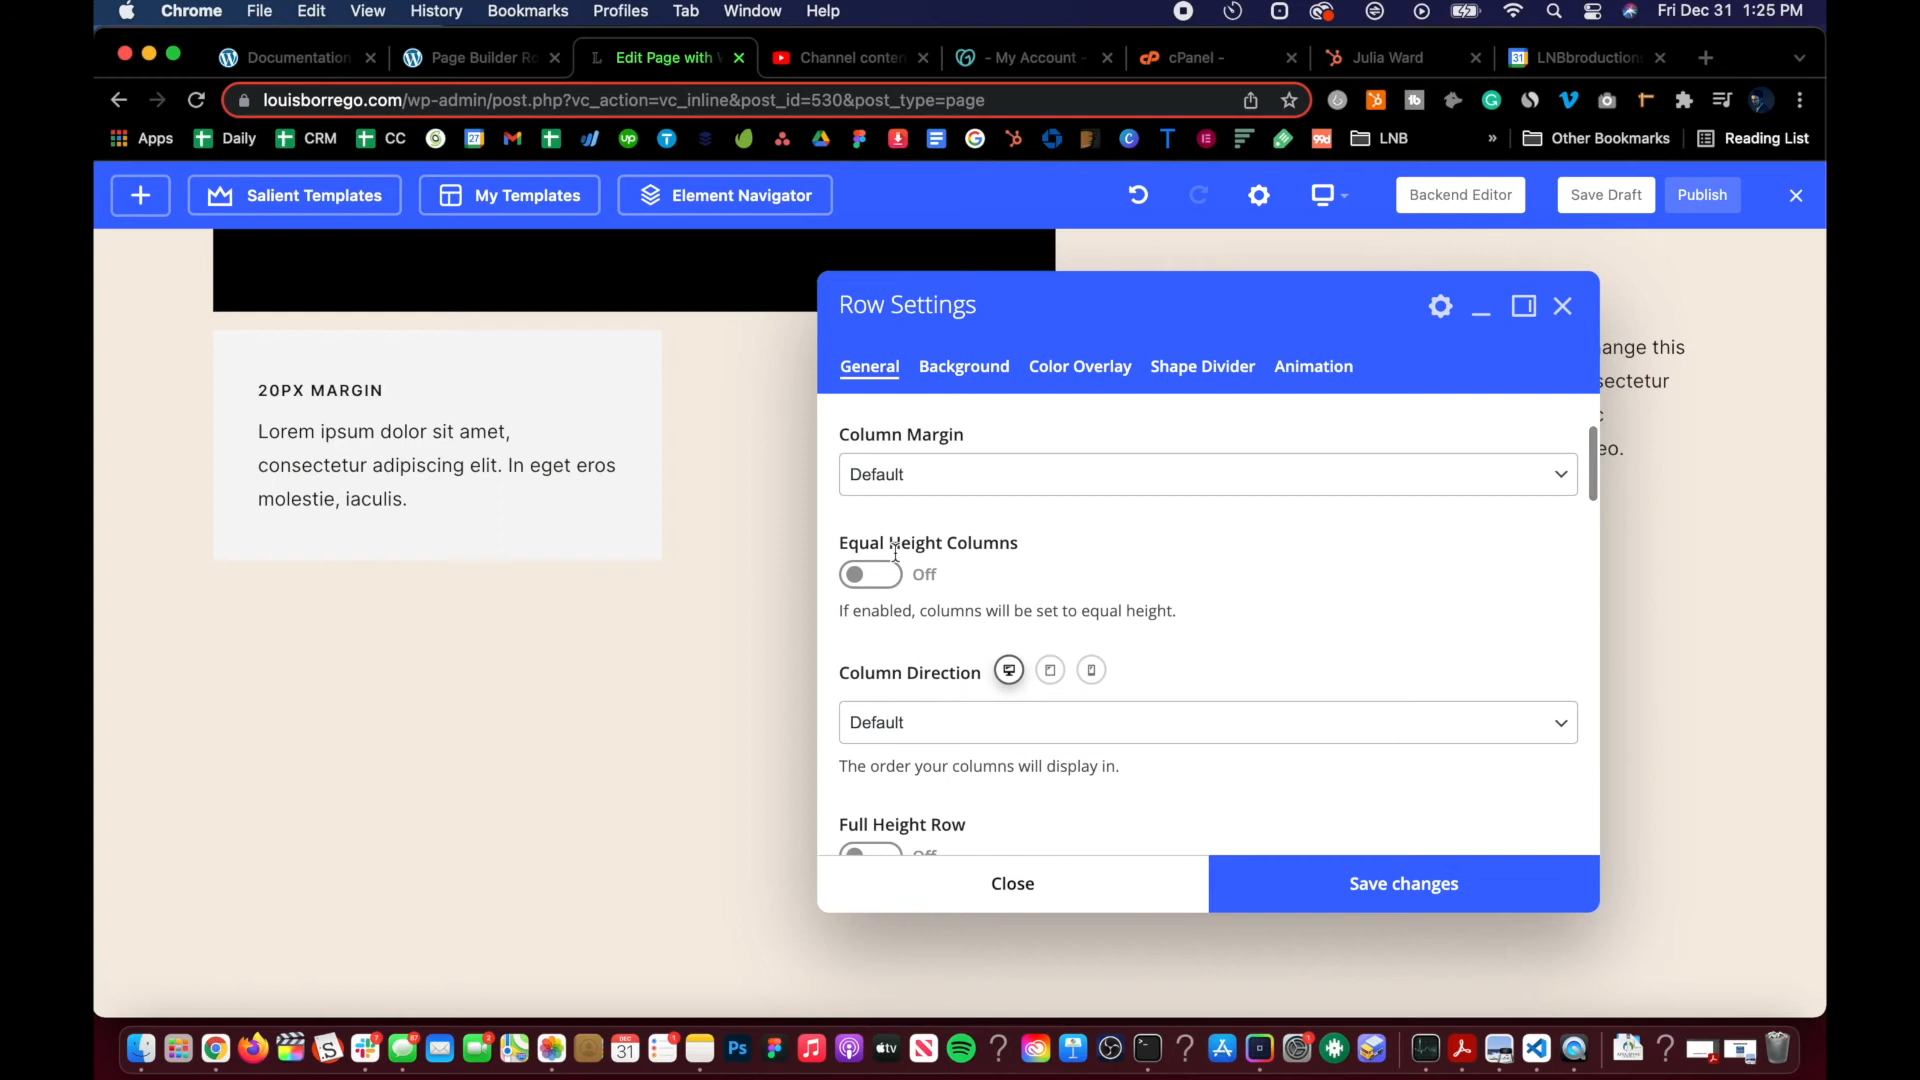 Chrome File Edit View History Bookmarks Profiles Tab Window Help Fri Dec 31 1:25 PM
Documentation Page Builder Ro Edit Page with Channel conten - My Account - cPanel - Julia Ward 31 LNBbroduction
louisborrego.com/wp-admin/post.php?vc_action=vc_inline&post_id=530&post_type=page
Apps Daily CRM CC LNB » Other Bookmarks Reading List
+ Salient Templates My Templates Element Navigator Backend Editor Save Draft Publish
Row Settings
General Background Color Overlay Shape Divider Animation
ange this
sectetur
eo.
20PX MARGIN
Lorem ipsum dolor sit amet,
consectetur adipiscing elit. In eget eros
molestie, iaculis.
Column Margin
Default
Equal Height Columns
Off
If enabled, columns will be set to equal height.
Column Direction
Default
The order your columns will display in.
Full Height Row
Off
Close Save changes